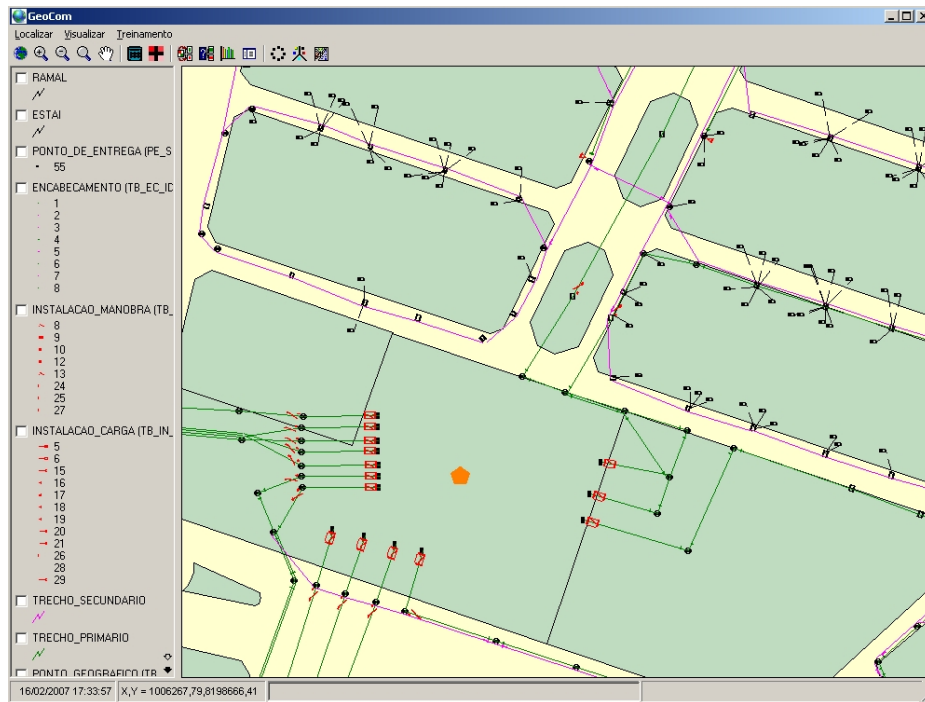 GeoCom
Localizar Visualizar Treinamento
RAMAL
ESTAI
PONTO_DE_ENTREGA (PE_S
55
ENCABECAMENTO (TB_EC_ID
1
2
3
4
5
6
7
8
INSTALACAO_MANOBRA (TB_
8
9
10
12
13
24
25
27
INSTALACAO_CARGA (TB_IN_
5
6
15
16
17
18
19
20
21
26
28
29
TRECHO_SECUNDARIO
TRECHO_PRIMARIO
PONTO_GEOGRAFICO (TB
16/02/2007 17:33:57 X,Y = 1006267,79,8198666,41